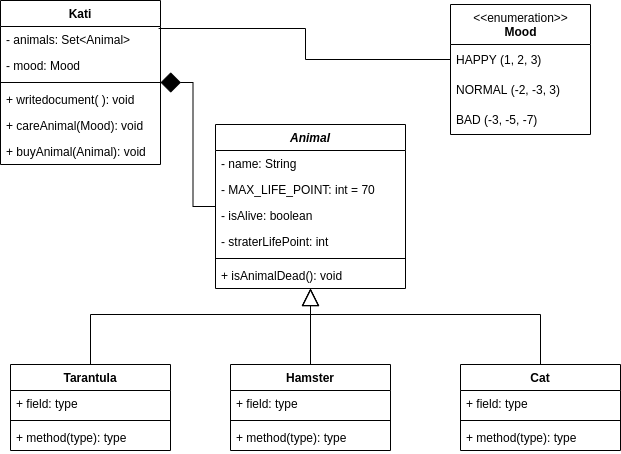 Kati
- animals: Set<Animal>
- mood: Mood
+ writedocument( ): void
+ careAnimal(Mood): void
+ buyAnimal(Animal): void
<<enumeration>>
Mood
HAPPY (1, 2, 3)
NORMAL (-2, -3, 3)
BAD (-3, -5, -7)
Animal
- name: String
- MAX_LIFE_POINT: int = 70
- isAlive: boolean
- straterLifePoint: int
+ isAnimalDead(): void
Tarantula
+ field: type
+ method(type): type
Hamster
+ field: type
+ method(type): type
Cat
+ field: type
+ method(type): type